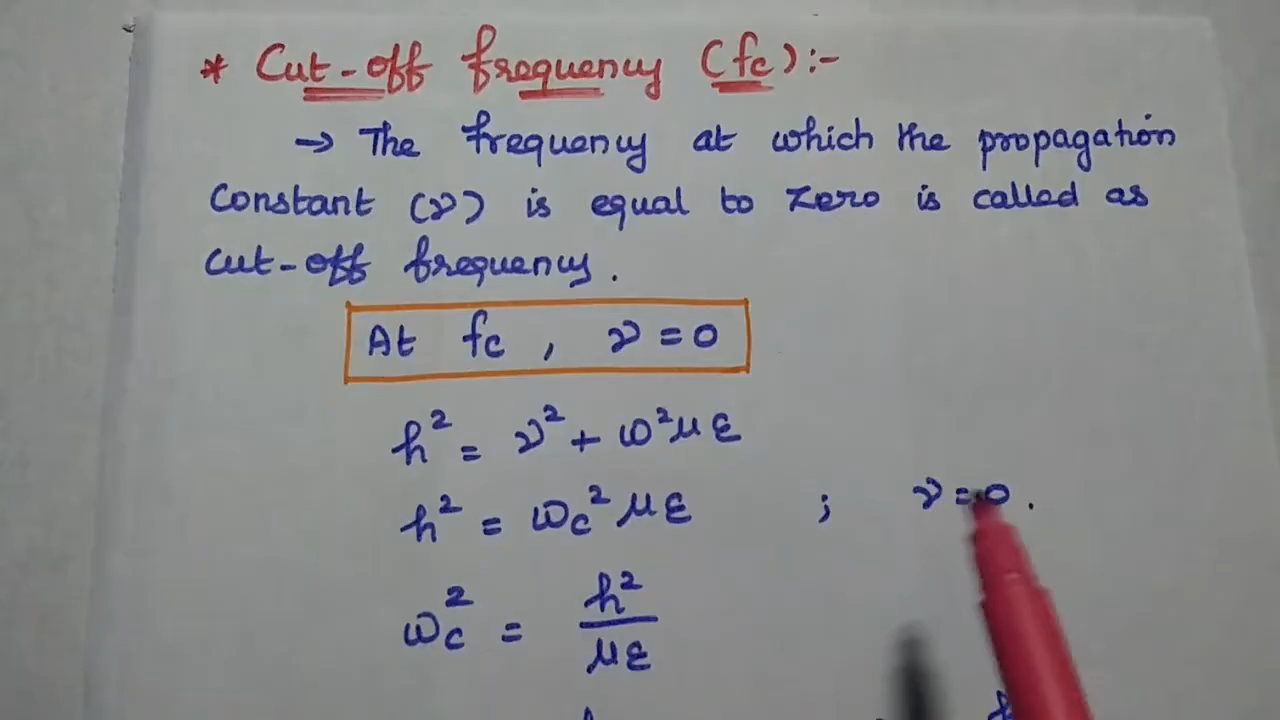 * Cut-off frequency (fc):-
→ The frequency at which the propagation
Constant (ν) is equal to zero is called as
cut-off frequency.
At fc, ν=0
h² = ν² + ω²με
h² = ωc²με ; ν=0.
ωc² = h²/με